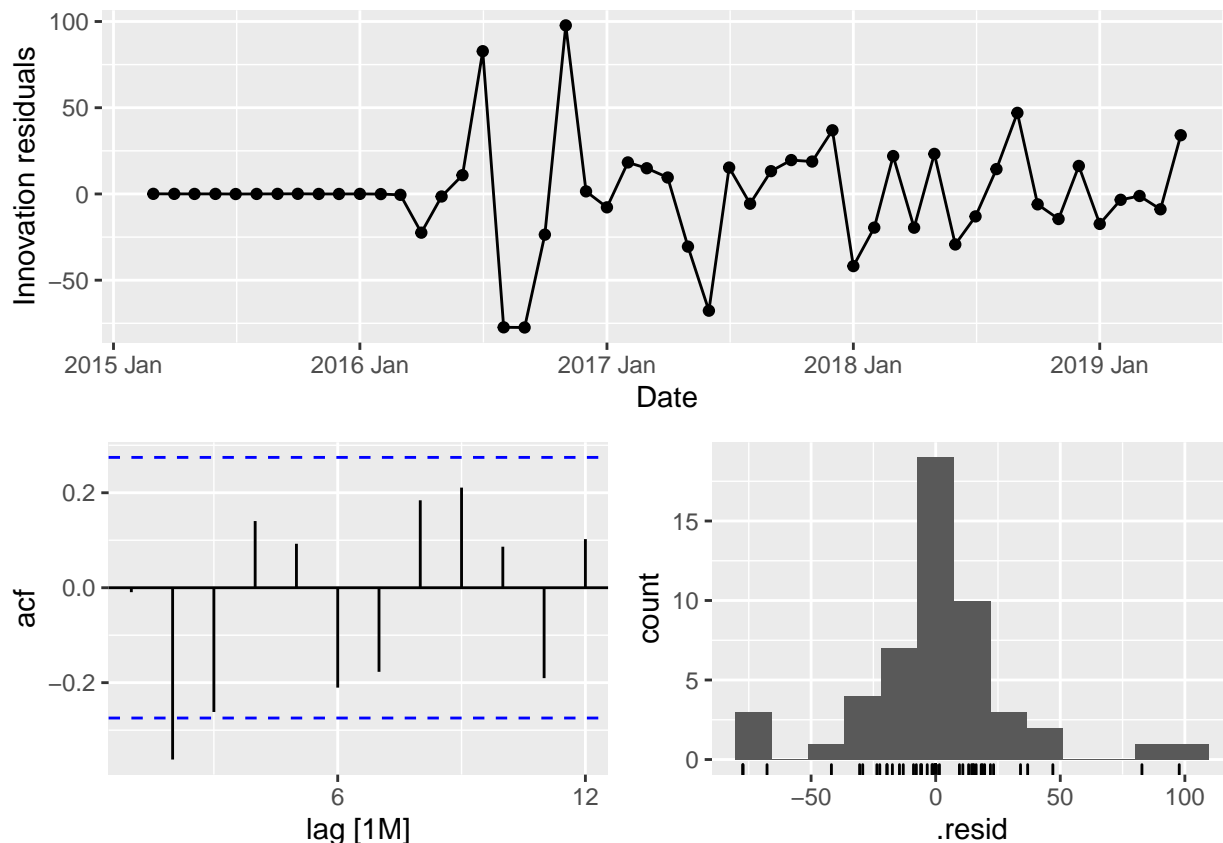 100
50
0
−50
Innovation residuals
2015 Jan
2016 Jan
2017 Jan
2018 Jan
2019 Jan
Date
0.2
0.0
−0.2
acf
6
12
lag [1M]
15
10
5
0
count
−50
0
50
100
.resid